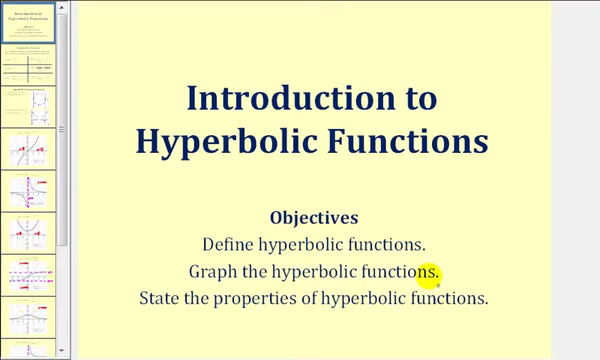 Introduction to
Hyperbolic Functions
Objectives
Define hyperbolic functions.
Graph the hyperbolic functions.
State the properties of hyperbolic functions.